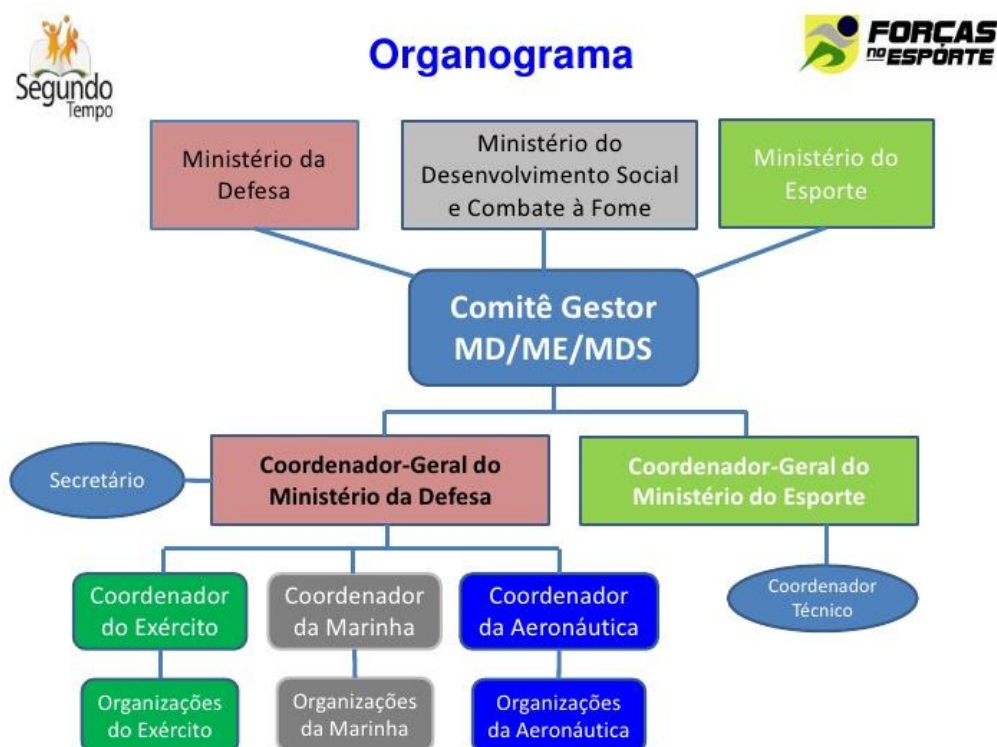 Segundo
Tempo
Organograma
FORÇAS
NO ESPORTE
Ministério da
Defesa
Ministério do
Desenvolvimento Social
e Combate à Fome
Ministério do
Esporte
Comitê Gestor
MD/ME/MDS
Secretário
Coordenador-Geral do
Ministério da Defesa
Coordenador-Geral do
Ministério do Esporte
Coordenador
do Exército
Coordenador
da Marinha
Coordenador
da Aeronáutica
Coordenador
Técnico
Organizações
do Exército
Organizações
da Marinha
Organizações
da Aeronáutica